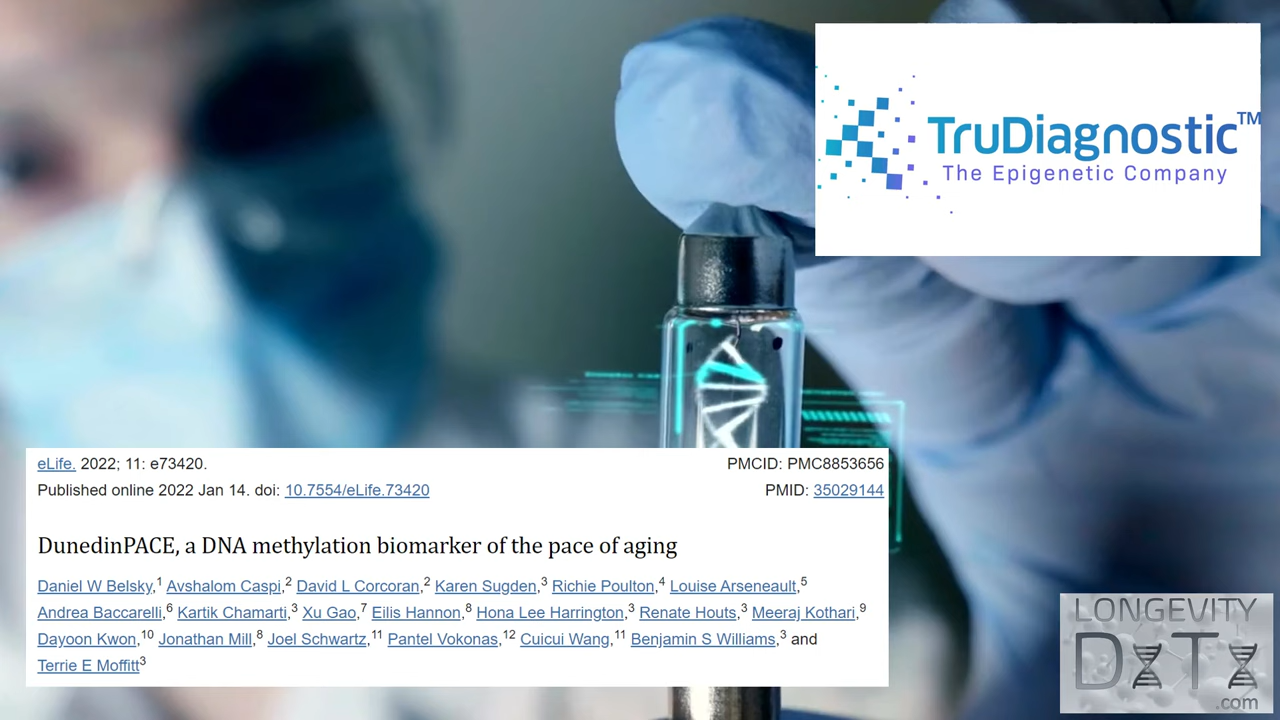 TruDiagnostic™
The Epigenetic Company
eLife. 2022; 11: e73420.
PMCID: PMC8853656
Published online 2022 Jan 14. doi: 10.7554/eLife.73420
PMID: 35029144
DunedinPACE, a DNA methylation biomarker of the pace of aging
Daniel W Belsky,1 Avshalom Caspi,2 David L Corcoran,2 Karen Sugden,3 Richie Poulton,4 Louise Arseneault,5
Andrea Baccarelli,6 Kartik Chamarti,3 Xu Gao,7 Eilis Hannon,8 Hona Lee Harrington,3 Renate Houts,3 Meeraj Kothari,9
Dayoon Kwon,10 Jonathan Mill,8 Joel Schwartz,11 Pantel Vokonas,12 Cuicui Wang,11 Benjamin S Williams,3 and
Terrie E Moffitt3
LONGEVITY
DATA
.com